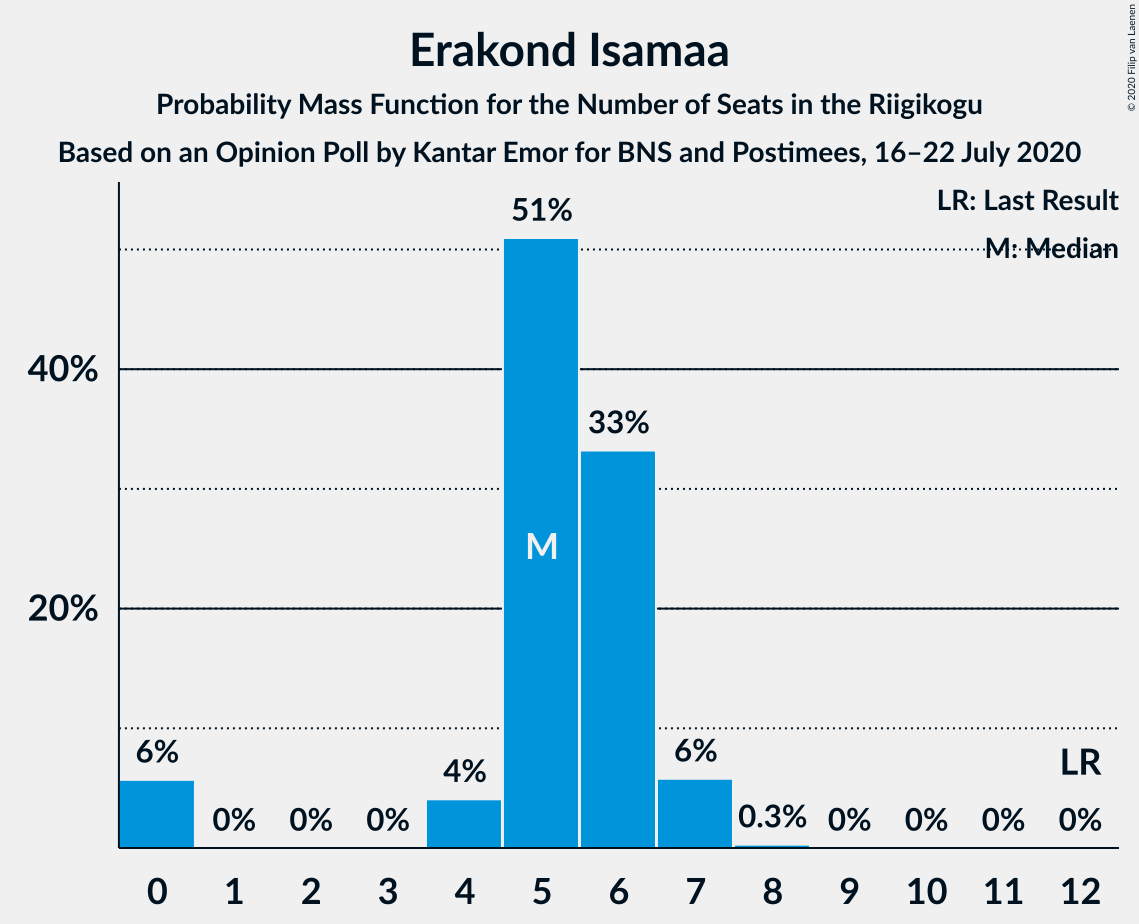 Erakond Isamaa
Probability Mass Function for the Number of Seats in the Riigikogu
Based on an Opinion Poll by Kantar Emor for BNS and Postimees, 16–22 July 2020
© 2020 Filip van Laenen
LR: Last Result
M: Median
51%
40%
33%
M
20%
6%
0%
0%
0%
4%
6%
0.3%
0%
0%
0%
LR
0%
0 1 2 3 4 5 6 7 8 9 10 11 12